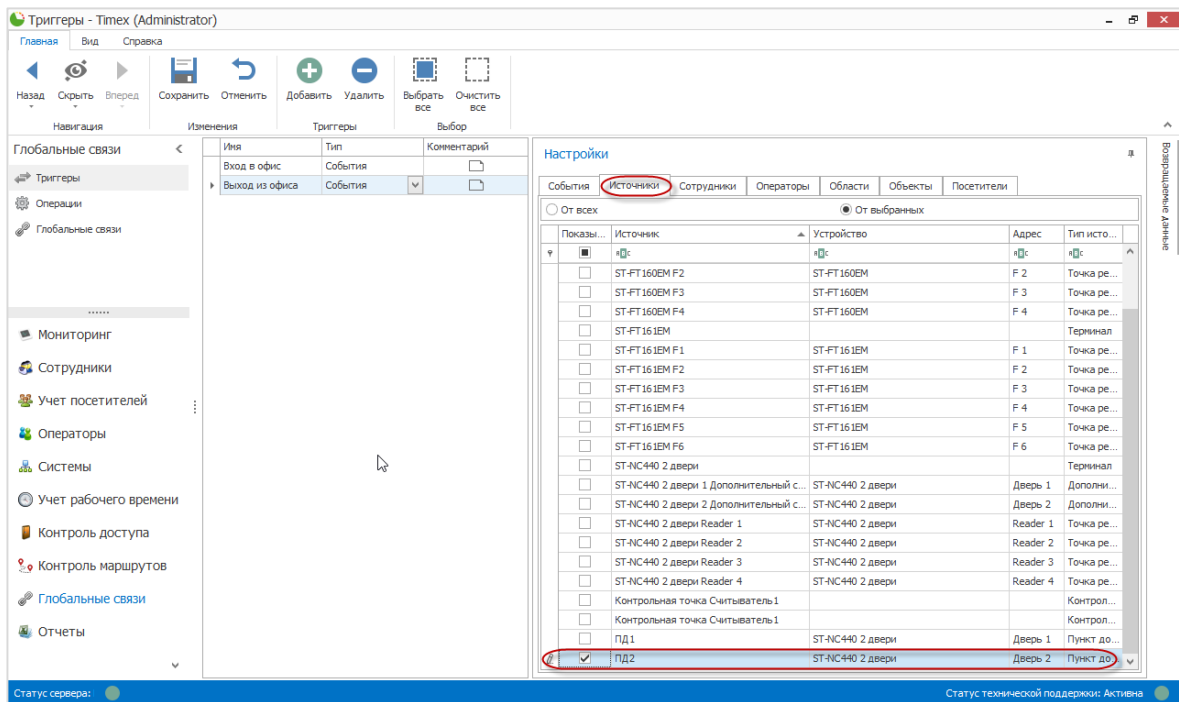 Триггеры - Timex (Administrator)
Главная Вид Справка
Назад Скрыть Вперед Сохранить Отменить Добавить Удалить Выбрать все Очистить все
Навигация Изменения Триггеры Выбор
Глобальные связи
Триггеры
Операции
Глобальные связи
Мониторинг
Сотрудники
Учет посетителей
Операторы
Системы
Учет рабочего времени
Контроль доступа
Контроль маршрутов
Глобальные связи
Отчеты
Имя Тип Комментарий
Вход в офис События
Выход из офиса События
Настройки
События Источники Сотрудники Операторы Области Объекты Посетители
От всех От выбранных
Показы... Источник Устройство Адрес Тип исто...
ST-FT160EM F2 ST-FT160EM F 2 Точка ре...
ST-FT160EM F3 ST-FT160EM F 3 Точка ре...
ST-FT160EM F4 ST-FT160EM F 4 Точка ре...
ST-FT161EM Терминал
ST-FT161EM F1 ST-FT161EM F 1 Точка ре...
ST-FT161EM F2 ST-FT161EM F 2 Точка ре...
ST-FT161EM F3 ST-FT161EM F 3 Точка ре...
ST-FT161EM F4 ST-FT161EM F 4 Точка ре...
ST-FT161EM F5 ST-FT161EM F 5 Точка ре...
ST-FT161EM F6 ST-FT161EM F 6 Точка ре...
ST-NC440 2 двери Терминал
ST-NC440 2 двери 1 Дополнительный с... ST-NC440 2 двери Дверь 1 Дополни...
ST-NC440 2 двери 2 Дополнительный с... ST-NC440 2 двери Дверь 2 Дополни...
ST-NC440 2 двери Reader 1 ST-NC440 2 двери Reader 1 Точка ре...
ST-NC440 2 двери Reader 2 ST-NC440 2 двери Reader 2 Точка ре...
ST-NC440 2 двери Reader 3 ST-NC440 2 двери Reader 3 Точка ре...
ST-NC440 2 двери Reader 4 ST-NC440 2 двери Reader 4 Точка ре...
Контрольная точка Считыватель1 Контрол...
Контрольная точка Считыватель1 Контрол...
ПД1 ST-NC440 2 двери Дверь 1 Пункт до...
ПД2 ST-NC440 2 двери Дверь 2 Пункт до...
Возвращаемые данные
Статус сервера: Статус технической поддержки: Активна